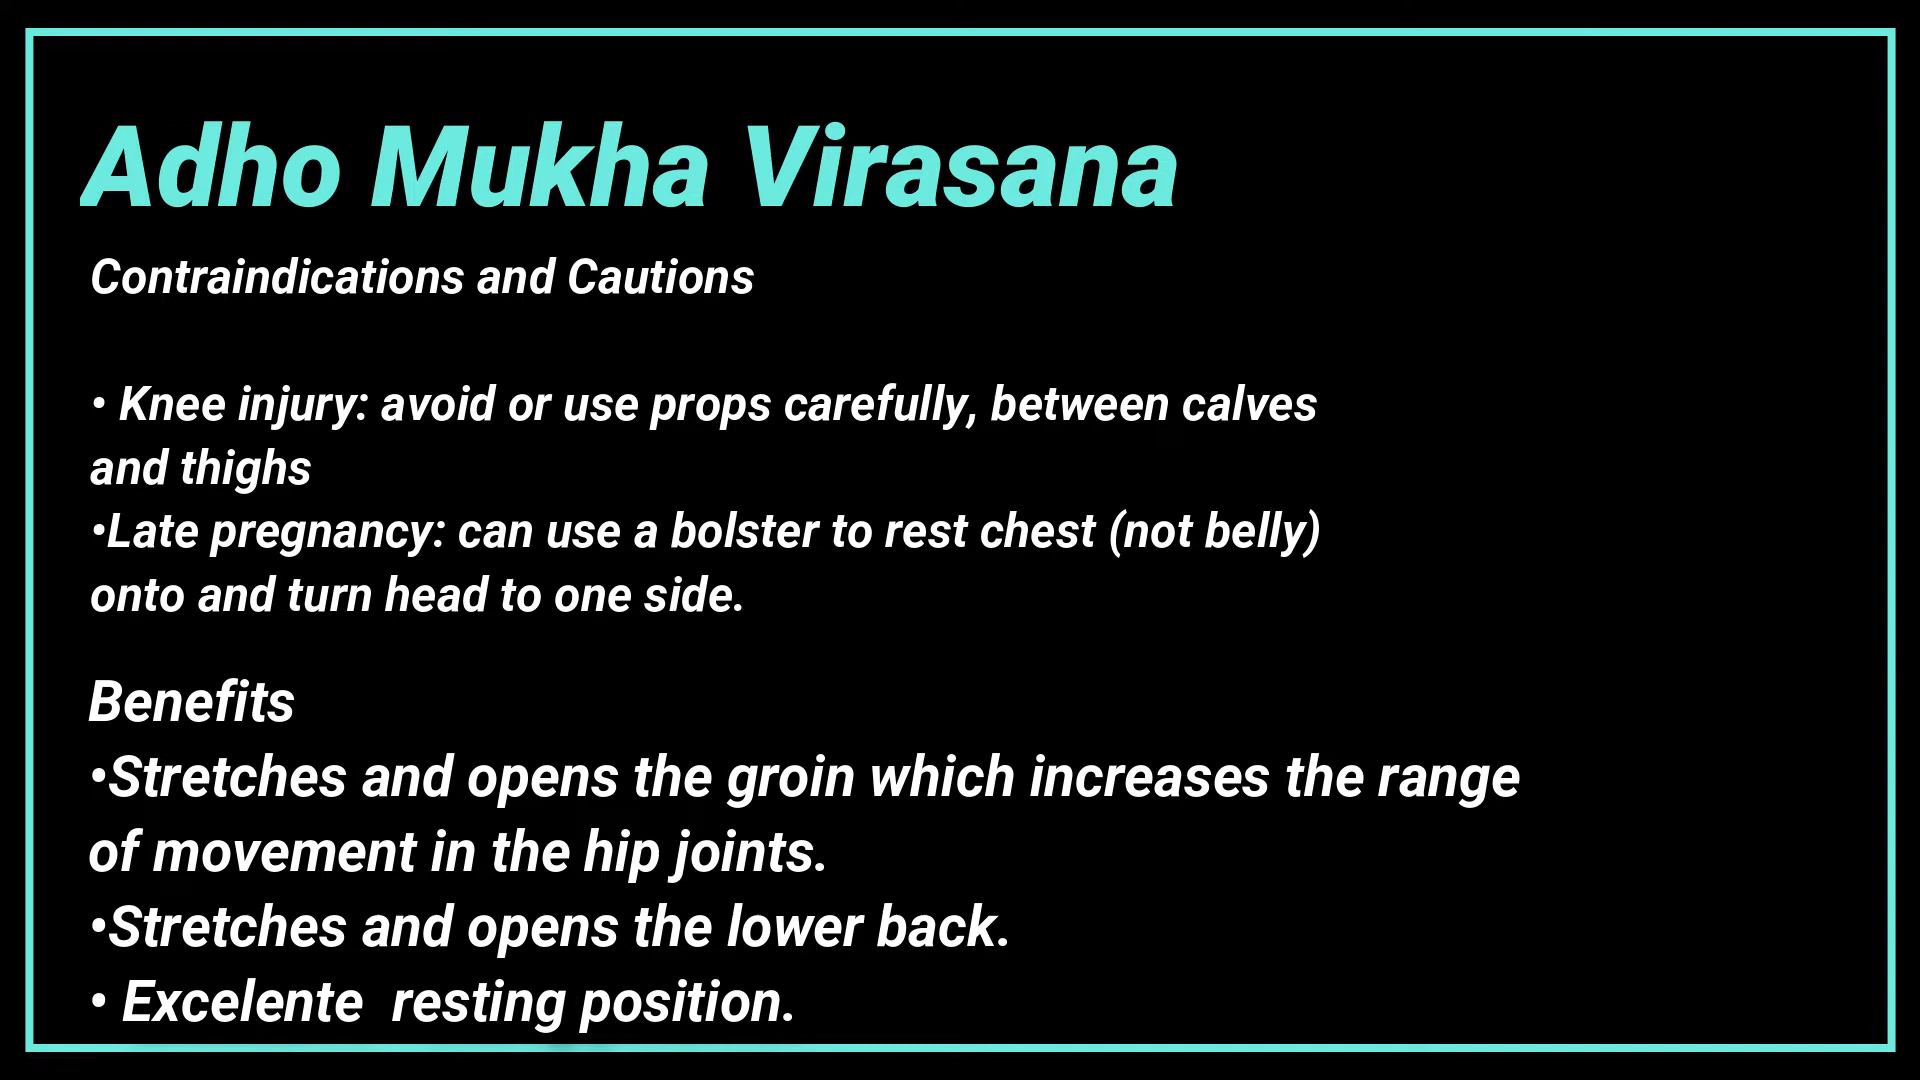 Adho Mukha Virasana
Contraindications and Cautions
• Knee injury: avoid or use props carefully, between calves
and thighs
•Late pregnancy: can use a bolster to rest chest (not belly)
onto and turn head to one side.
Benefits
•Stretches and opens the groin which increases the range
of movement in the hip joints.
•Stretches and opens the lower back.
• Excelente  resting position.